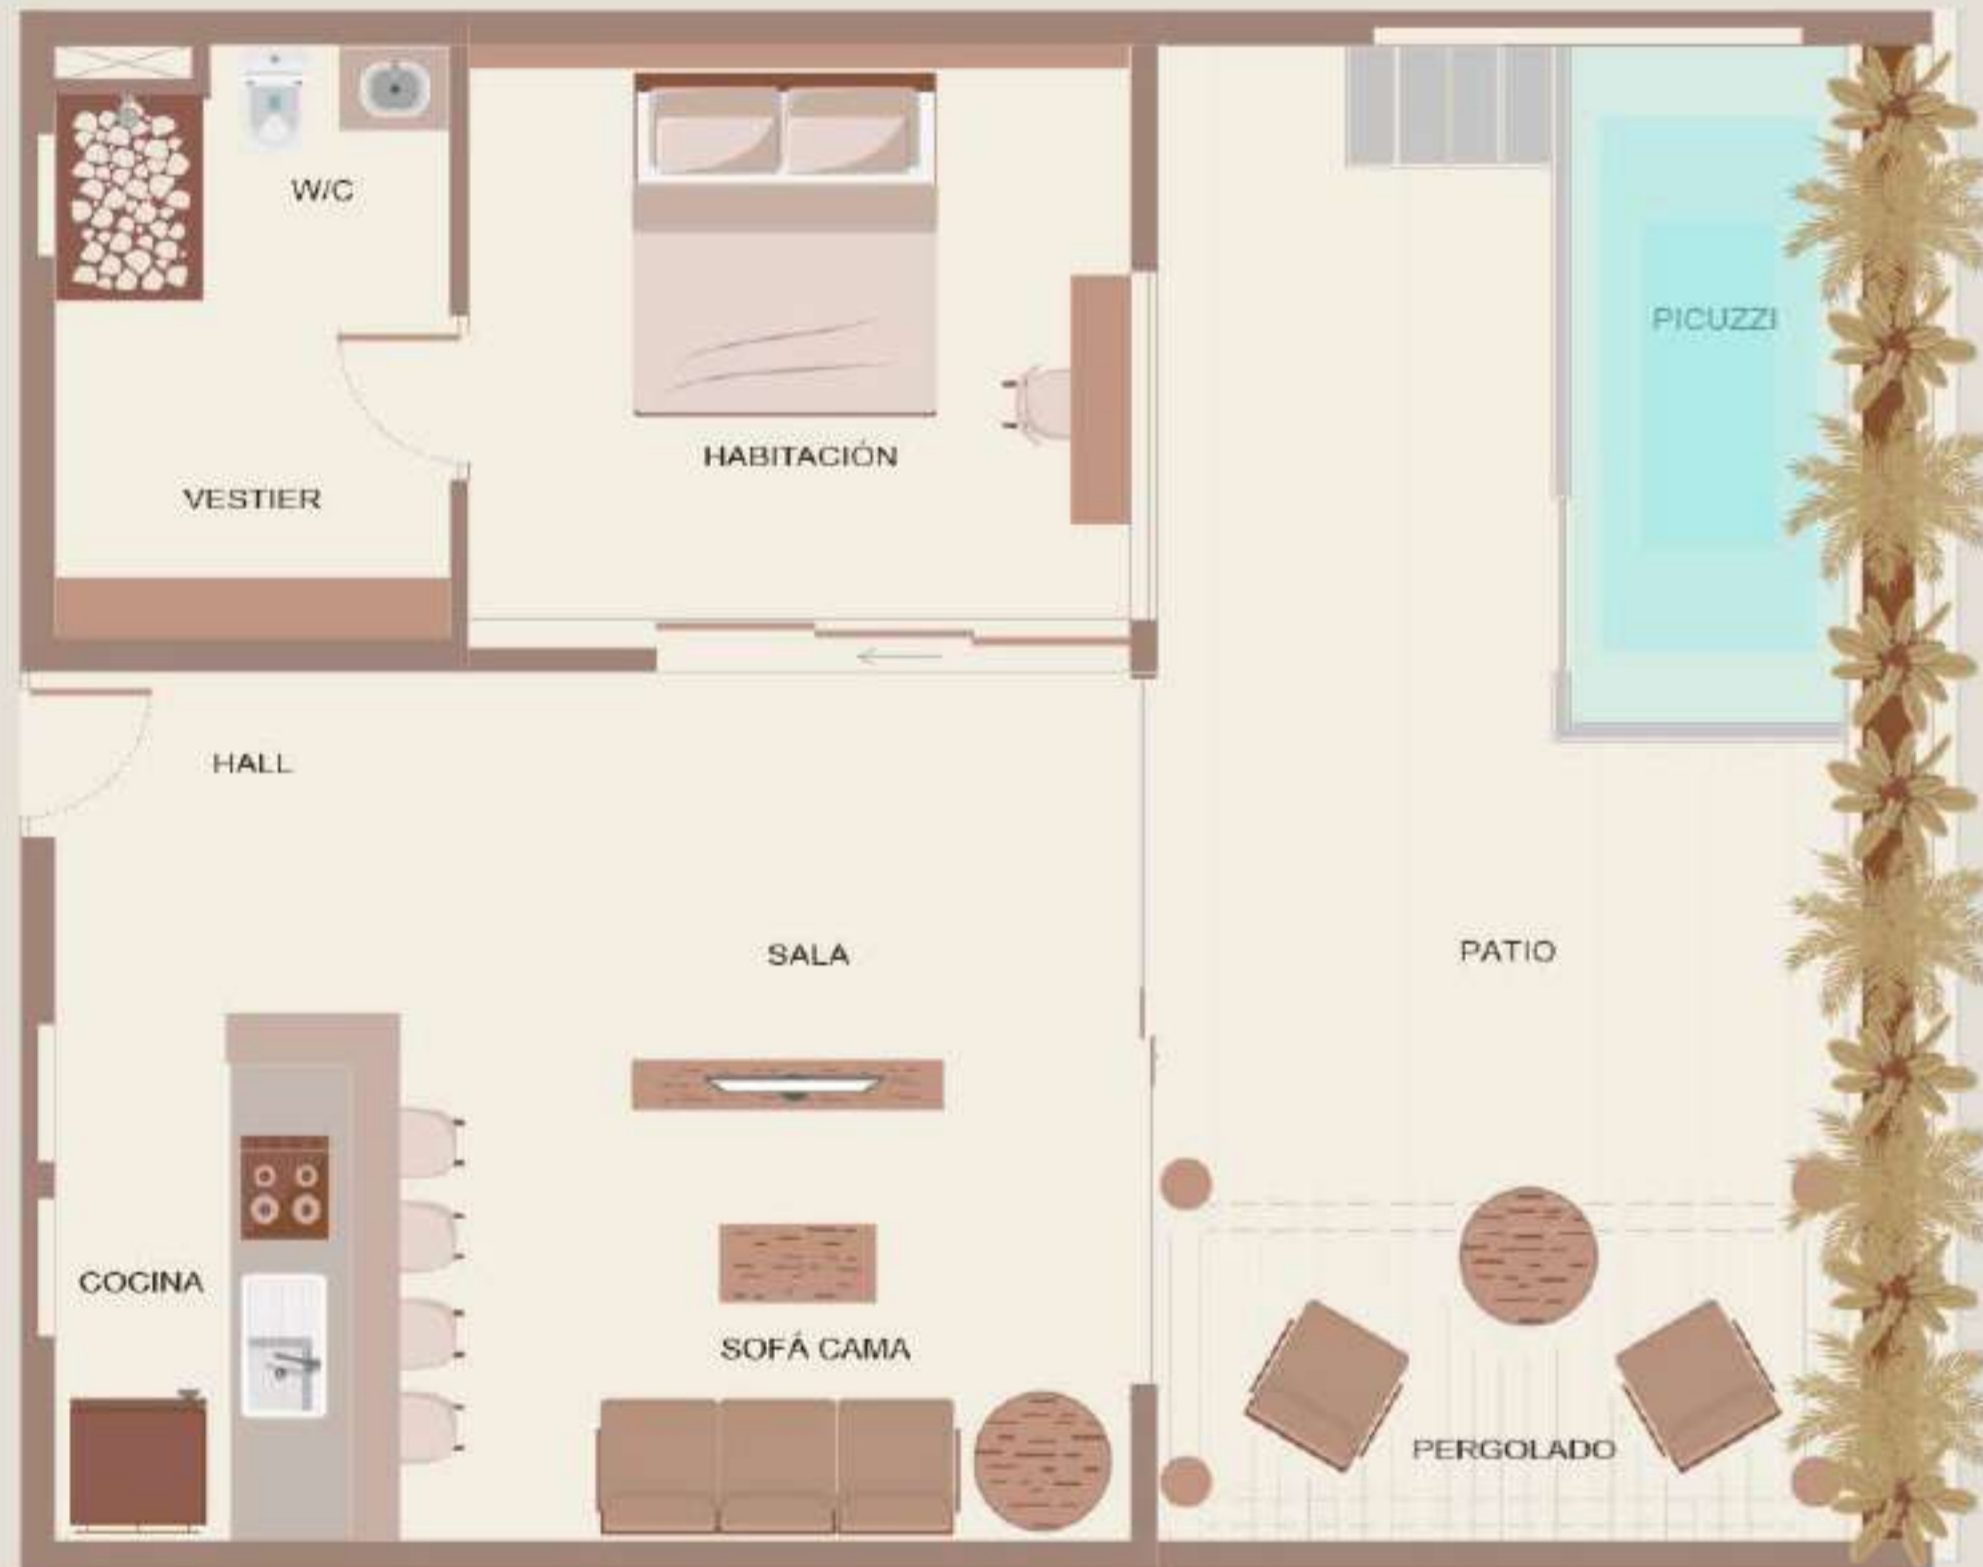 W/C
PICUZZI
HABITACIÓN
VESTIER
HALL
SALA
PATIO
COCINA
SOFÁ CAMA
PERGOLADO